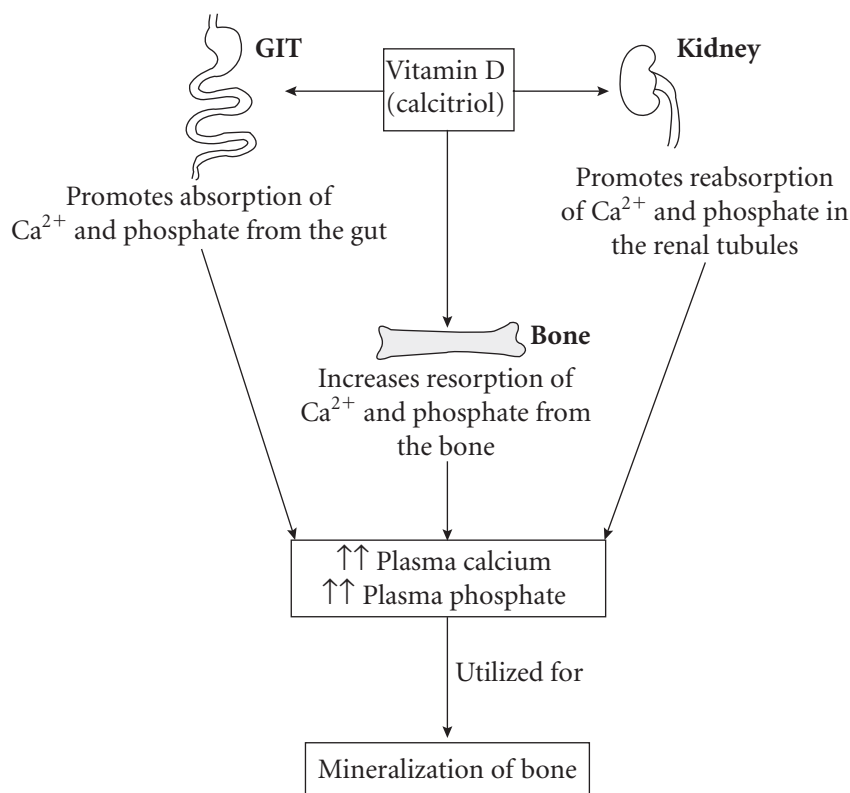 GIT
Vitamin D
(calcitriol)
Kidney
Promotes absorption of
Ca²⁺ and phosphate from the gut
Promotes reabsorption
of Ca²⁺ and phosphate in
the renal tubules
Bone
Increases resorption of
Ca²⁺ and phosphate from
the bone
↑↑ Plasma calcium
↑↑ Plasma phosphate
Utilized for
Mineralization of bone